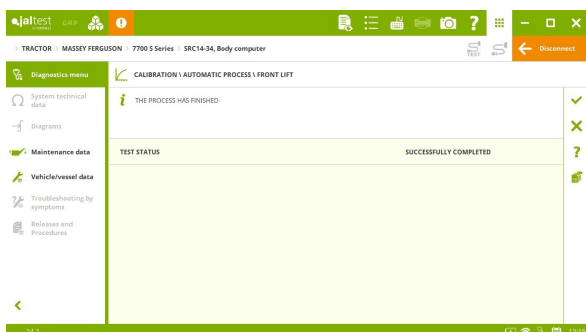 jaltest GRP
TRACTOR > MASSEY FERGUSON > 7700 S Series > SRC14-34, Body computer
TEST
Disconnect
Diagnostics menu
CALIBRATION \ AUTOMATIC PROCESS \ FRONT LIFT
System technical
data
THE PROCESS HAS FINISHED
Diagrams
Maintenance data
TEST STATUS SUCCESSFULLY COMPLETED
Vehicle/vessel data
Troubleshooting by
symptoms
Releases and
Procedures